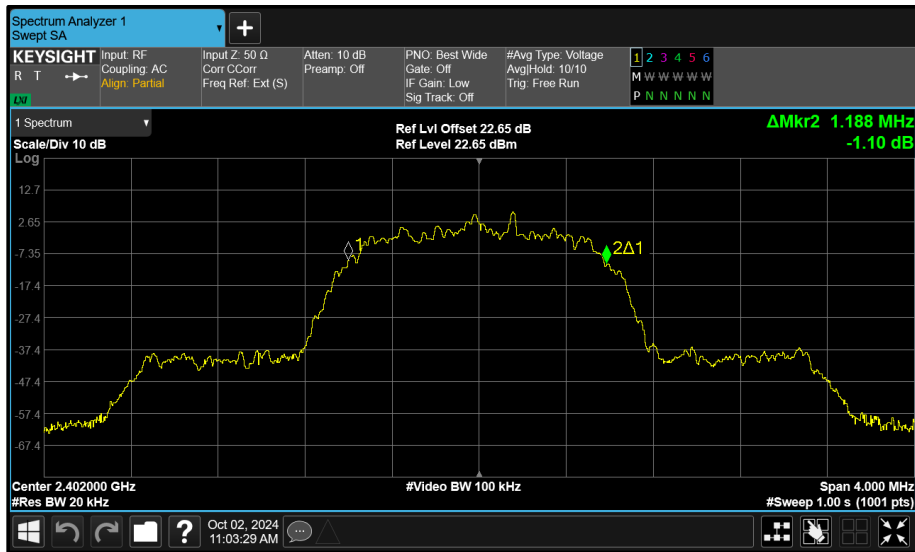 Spectrum Analyzer 1
Swept SA
+
KEYSIGHT
R T
LXI
Input: RF
Coupling: AC
Align: Partial
Input Z: 50 Ω
Corr CCorr
Freq Ref: Ext (S)
Atten: 10 dB
Preamp: Off
PNO: Best Wide
Gate: Off
IF Gain: Low
Sig Track: Off
#Avg Type: Voltage
Avg|Hold: 10/10
Trig: Free Run
1 2 3 4 5 6
M W W W W W
P N N N N N
1 Spectrum
Scale/Div 10 dB
Ref Lvl Offset 22.65 dB
Ref Level 22.65 dBm
ΔMkr2 1.188 MHz
-1.10 dB
Log
12.7
2.65
-7.35
-17.4
-27.4
-37.4
-47.4
-57.4
-67.4
1
2Δ1
Center 2.402000 GHz
#Res BW 20 kHz
#Video BW 100 kHz
Span 4.000 MHz
#Sweep 1.00 s (1001 pts)
?
Oct 02, 2024
11:03:29 AM